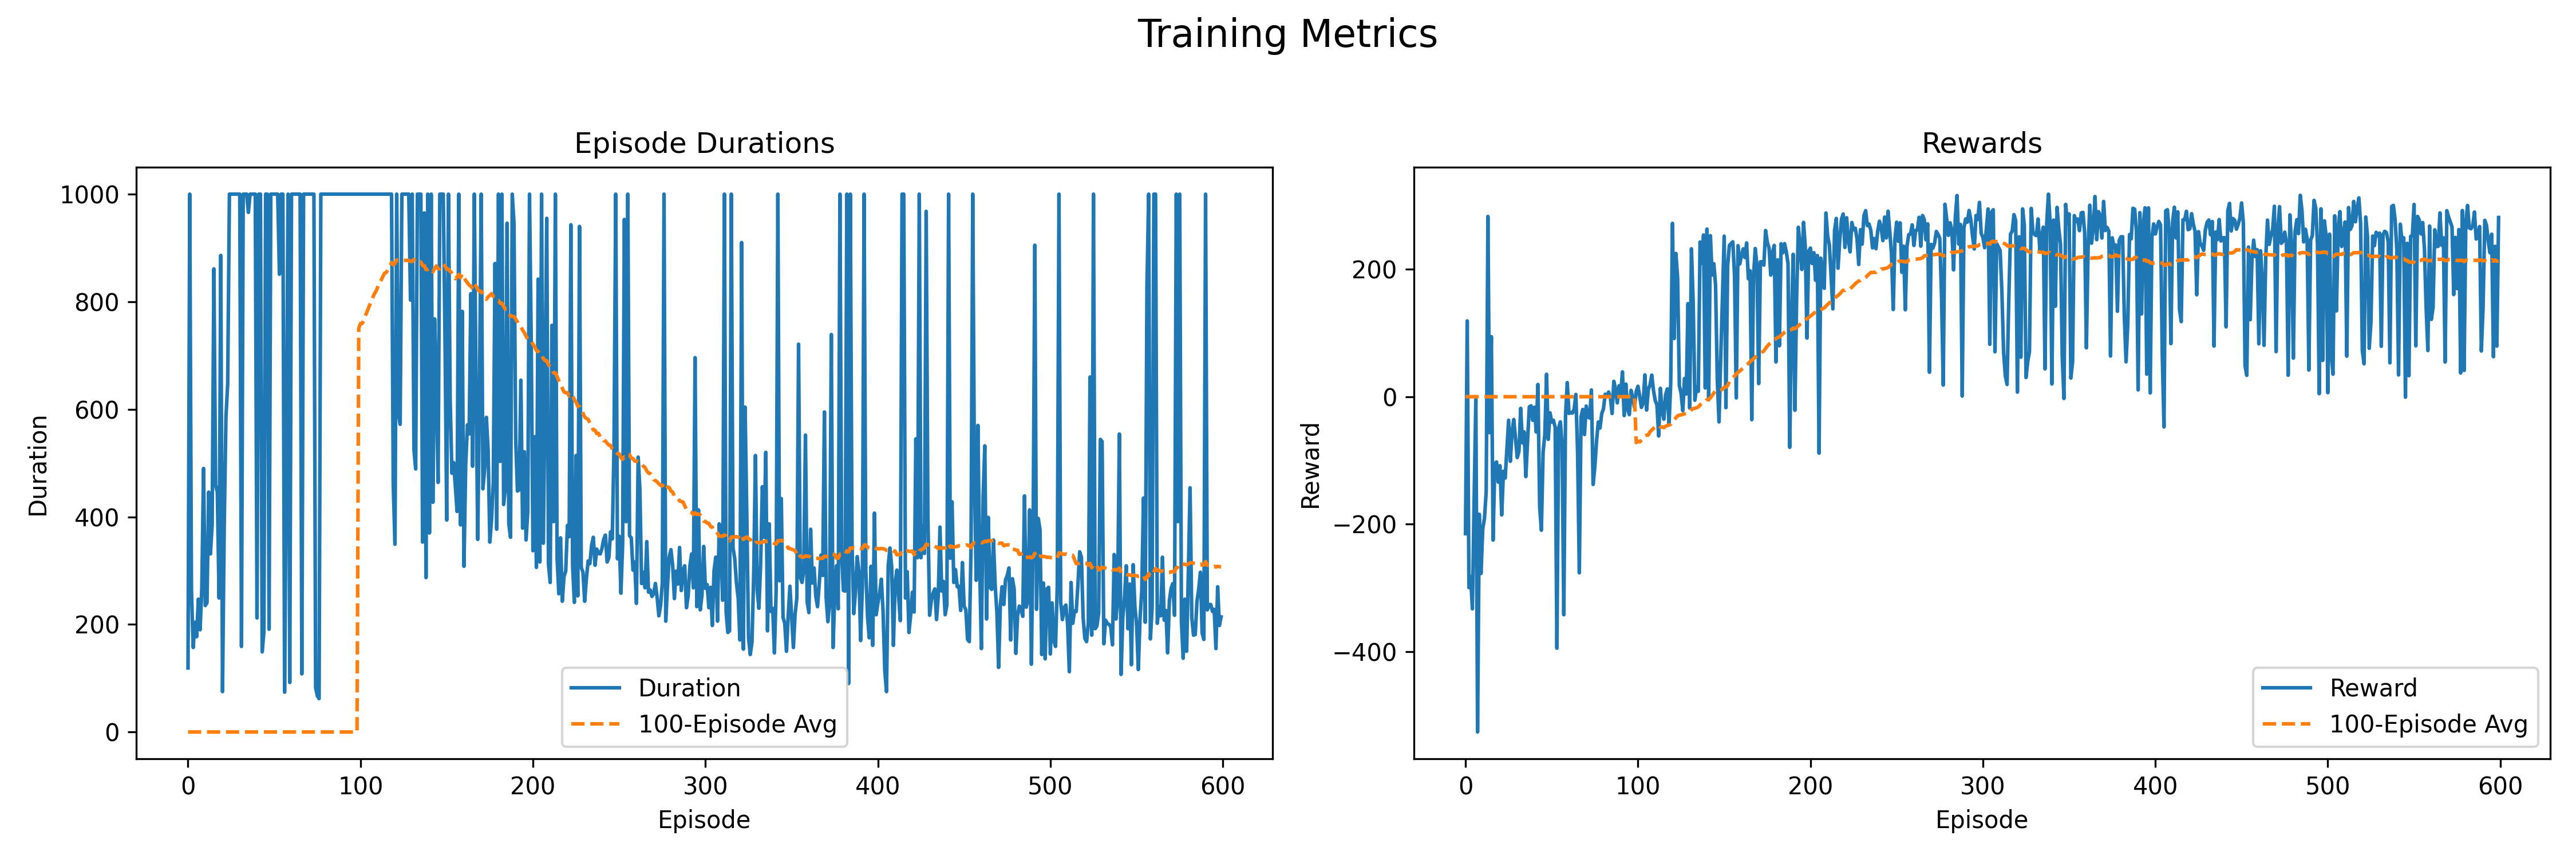 Training Metrics
Episode Durations
1000
800
600
400
200
0
Duration
0 100 200 300 400 500 600
Episode
Duration
100-Episode Avg
Rewards
200
0
−200
−400
Reward
0 100 200 300 400 500 600
Episode
Reward
100-Episode Avg